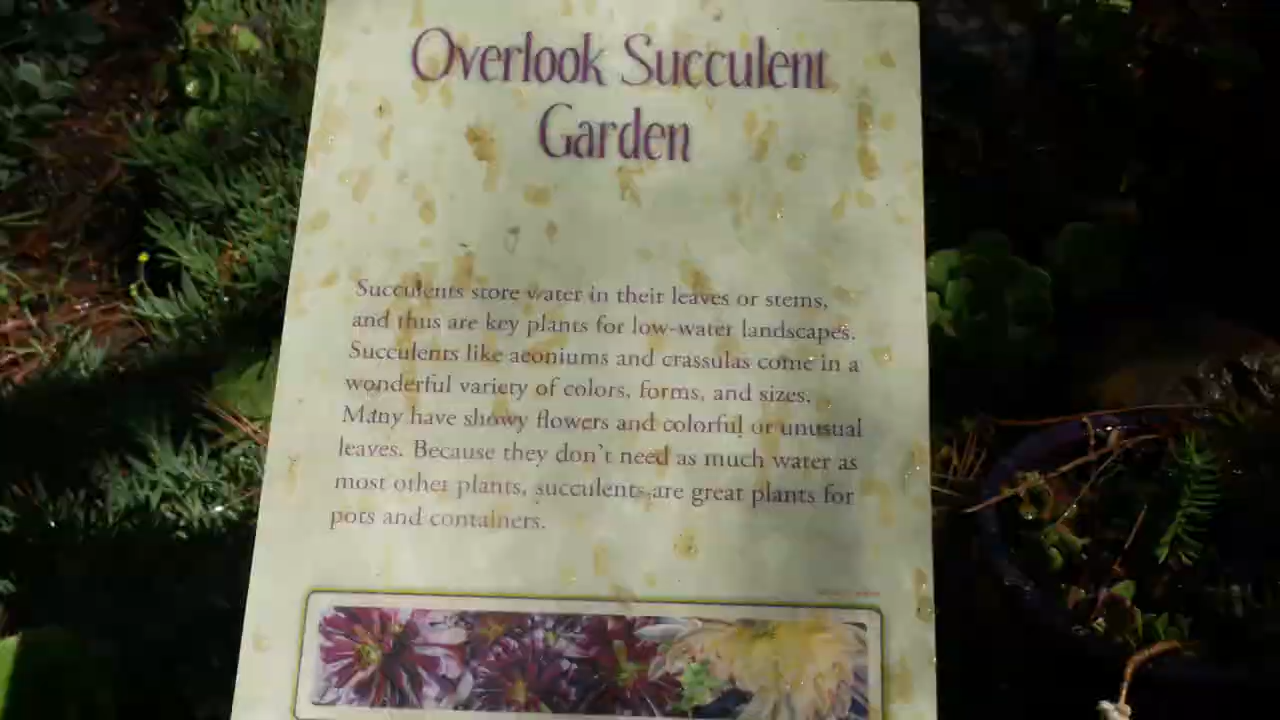 Overlook Succulent
Garden
Succulents store water in their leaves or stems,
and thus are key plants for low-water landscapes.
Succulents like aeoniums and crassulas come in a
wonderful variety of colors, forms, and sizes.
Many have showy flowers and colorful or unusual
leaves. Because they don't need as much water as
most other plants, succulents are great plants for
pots and containers.